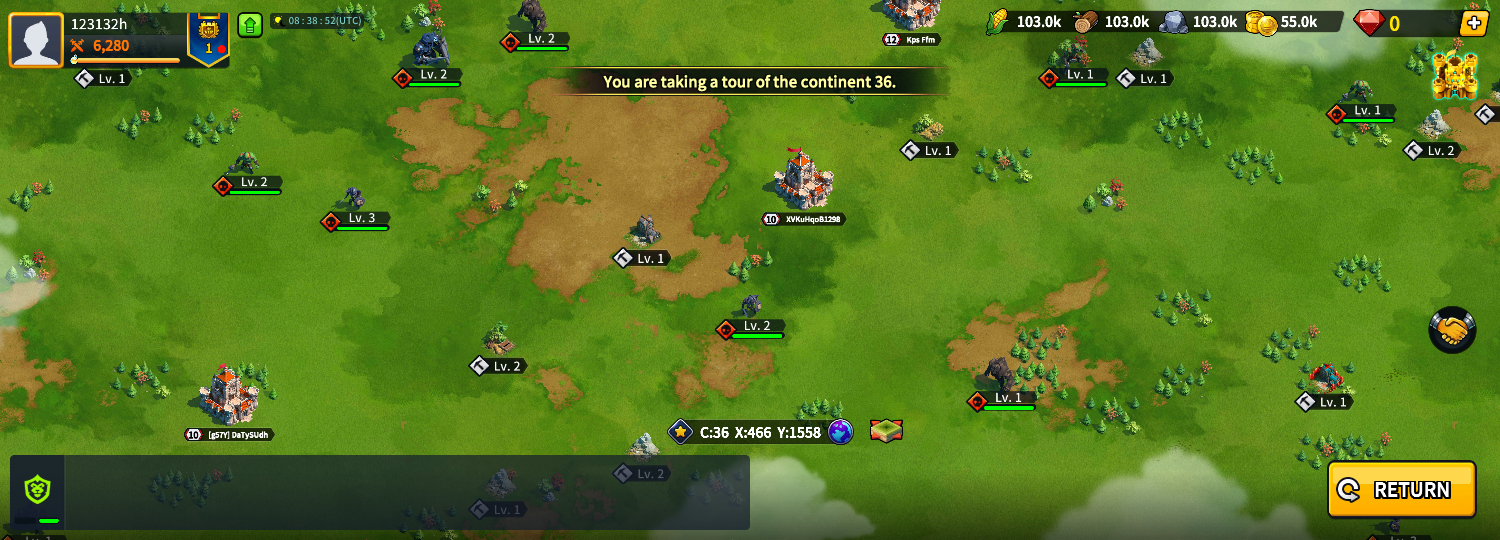 123132h
6,280
1
08:38:52(UTC)
103.0k
103.0k
103.0k
55.0k
0
You are taking a tour of the continent 36.
Lv. 2
12 Kps Ffm
Lv. 1
Lv. 2
Lv. 1
Lv. 1
Lv. 1
Lv. 1
Lv. 2
Lv. 2
Lv. 3
10 XVKuHqoB1298
Lv. 1
Lv. 2
Lv. 2
Lv. 1
Lv. 1
10 [g57Y] DaTySUdh
C:36 X:466 Y:1558
Lv. 2
Lv. 1
RETURN